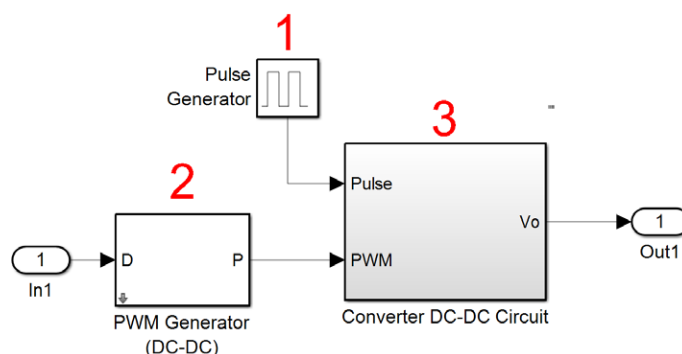 1
Pulse
Generator
3
Pulse
2
Vo
1
Out1
1
D
P
PWM
In1
PWM Generator
(DC-DC)
Converter DC-DC Circuit